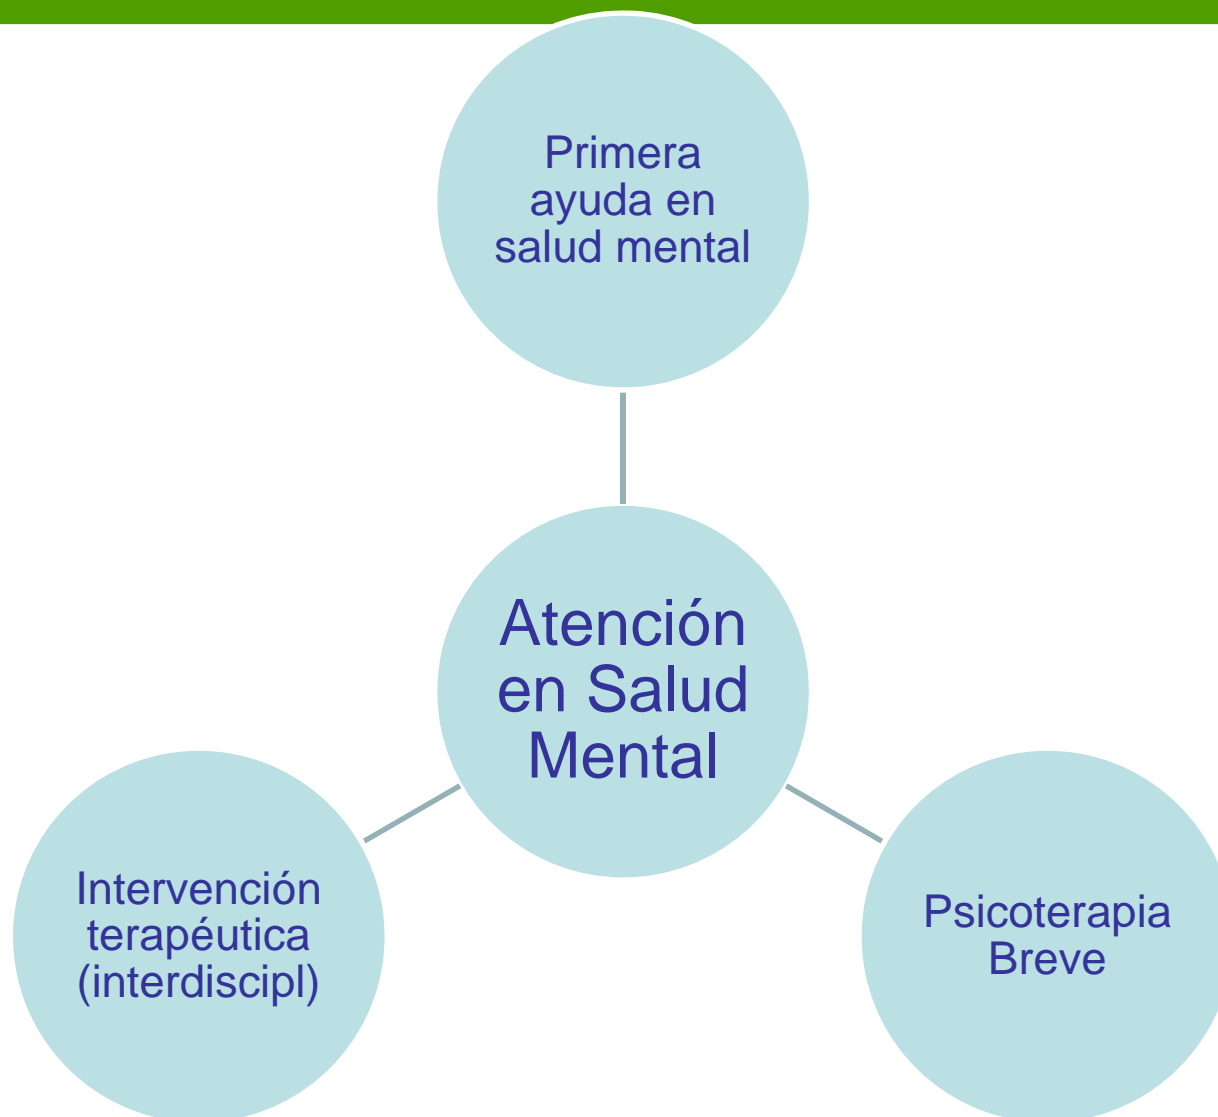 Primera
ayuda en
salud mental
Atención
en Salud
Mental
Intervención
terapéutica
(interdiscipl)
Psicoterapia
Breve